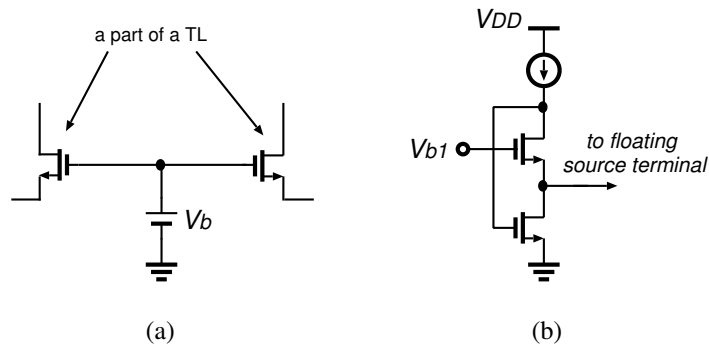 a part of a TL
Vb
(a)
VDD
Vb1
to floating
source terminal
(b)